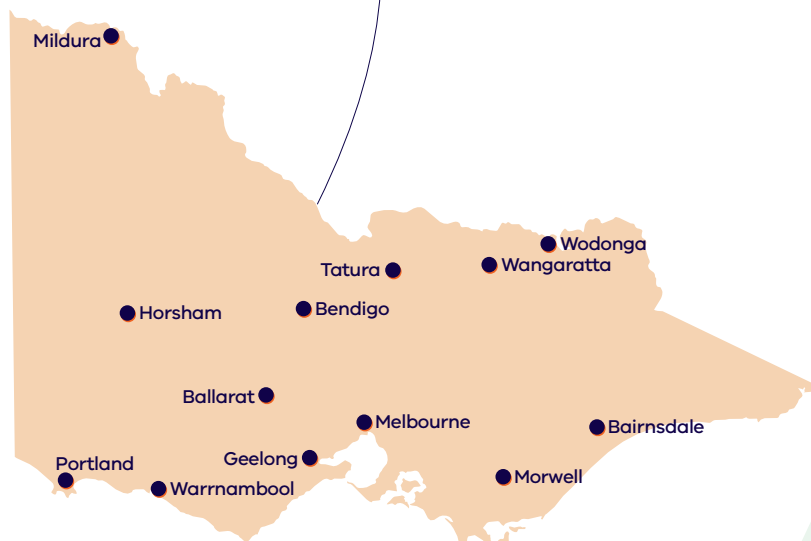 Mildura
Wodonga
Wangaratta
Tatura
Bendigo
Horsham
Ballarat
Melbourne
Bairnsdale
Geelong
Portland
Morwell
Warrnambool